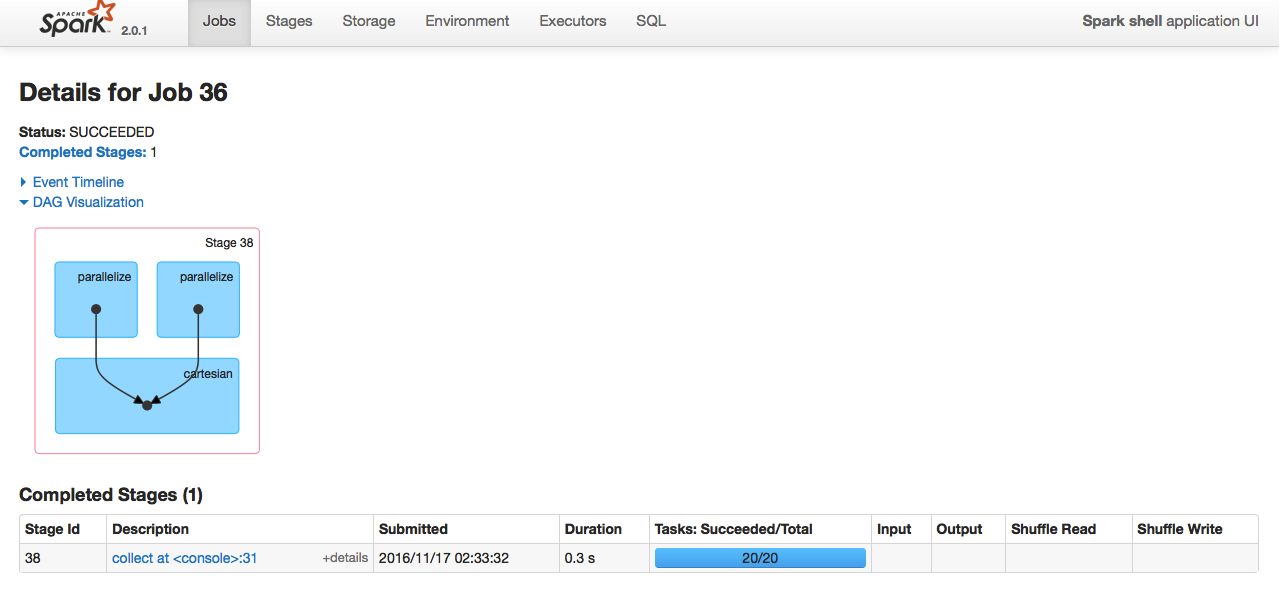 APACHE
Spark 2.0.1 Jobs Stages Storage Environment Executors SQL Spark shell application UI
Details for Job 36
Status: SUCCEEDED
Completed Stages: 1
Event Timeline
DAG Visualization
Stage 38
parallelize parallelize
cartesian
Completed Stages (1)
Stage Id Description Submitted Duration Tasks: Succeeded/Total Input Output Shuffle Read Shuffle Write
38 collect at <console>:31 +details 2016/11/17 02:33:32 0.3 s 20/20